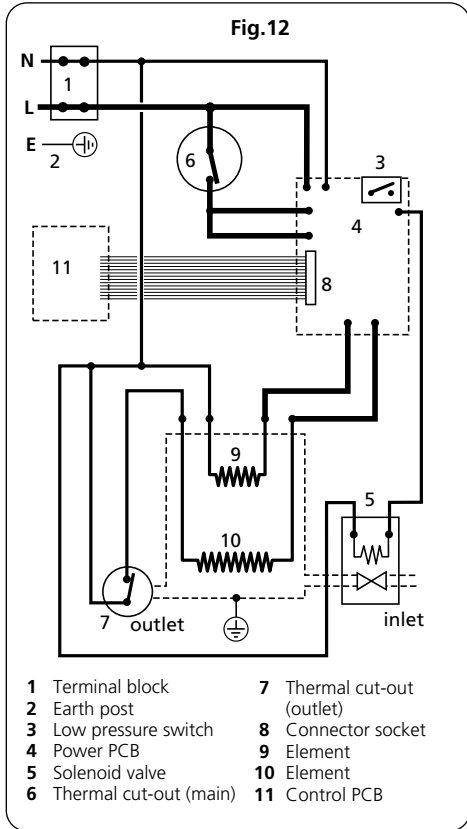 Fig.12
N
1
L
E
2
6
3
4
11
8
9
10
5
7
outlet
inlet
1 Terminal block
2 Earth post
3 Low pressure switch
4 Power PCB
5 Solenoid valve
6 Thermal cut-out (main)
7 Thermal cut-out
(outlet)
8 Connector socket
9 Element
10 Element
11 Control PCB